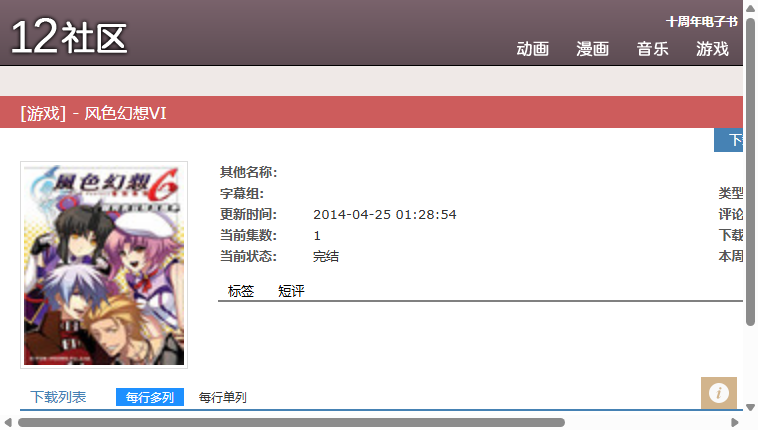 12社区
十周年电子书
动画 漫画 音乐 游戏
[游戏] - 风色幻想VI
下
風色幻想6
其他名称:
字幕组: 类型
更新时间: 2014-04-25 01:28:54 评论
当前集数: 1 下载
当前状态: 完结 本周
标签 短评
下载列表 每行多列 每行单列